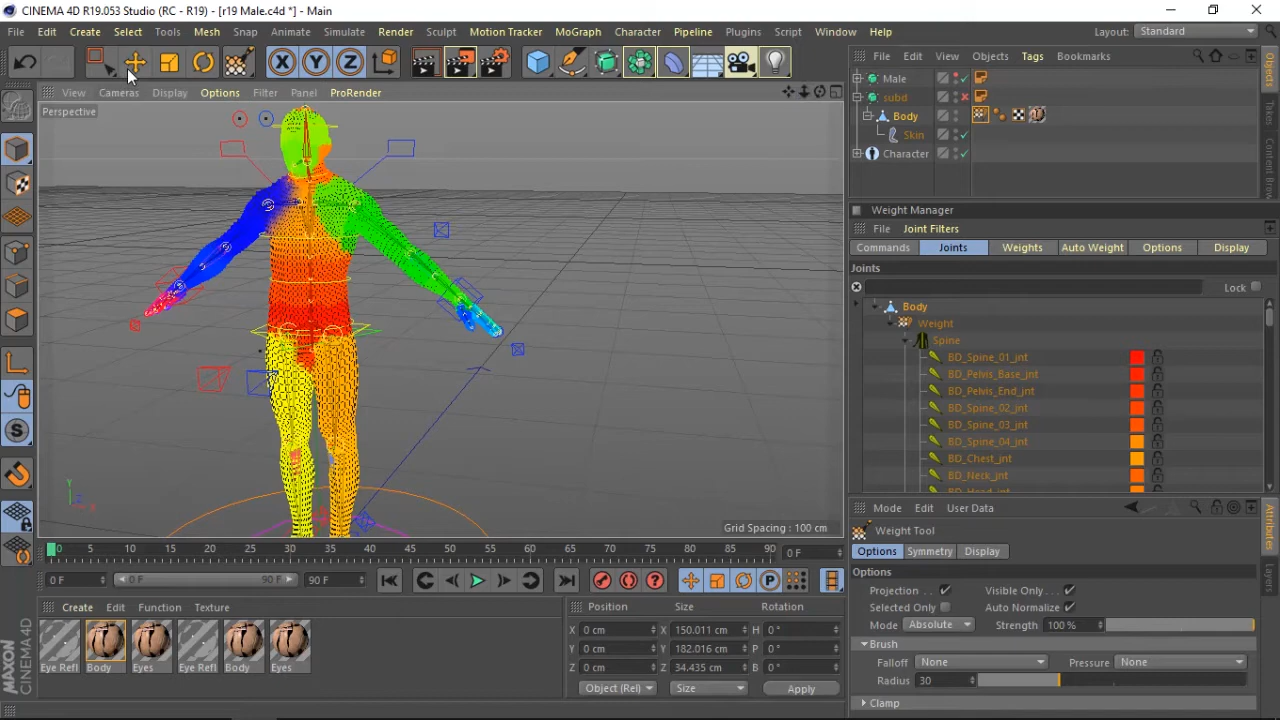 CINEMA 4D R19.053 Studio (RC - R19) - [r19 Male.c4d *] - Main
File Edit Create Select Tools Mesh Snap Animate Simulate Render Sculpt Motion Tracker MoGraph Character Pipeline Plugins Script Window Help Layout: Standard
File Edit View Objects Tags Bookmarks
View Cameras Display Options Filter Panel ProRender
Perspective
Male
subd
Body
Skin
Character
Weight Manager
File Joint Filters
Commands Joints Weights Auto Weight Options Display
Joints
Lock
Body
Weight
Spine
BD_Spine_01_jnt
BD_Pelvis_Base_jnt
BD_Pelvis_End_jnt
BD_Spine_02_jnt
BD_Spine_03_jnt
BD_Spine_04_jnt
BD_Chest_jnt
BD_Neck_jnt
BD_Head_jnt
Y
Grid Spacing : 100 cm
Mode Edit User Data
Weight Tool
Options Symmetry Display
Options
Projection . . Visible Only . .
Selected Only Auto Normalize
Mode Absolute Strength 100 %
Brush
Falloff None Pressure None
Radius 30
Clamp
0 5 10 15 20 25 30 35 40 45 50 55 60 65 70 75 80 85 90 0 F
0 F 0 F 90 F 90 F
Create Edit Function Texture
Eye Refl Body Eyes Eye Refl Body Eyes
Position Size Rotation
X 0 cm X 150.011 cm H 0 °
Y 0 cm Y 182.016 cm P 0 °
Z 0 cm Z 34.435 cm B 0 °
Object (Rel) Size Apply
MAXON
CINEMA 4D
Objects
Takes
Content Brow
Attributes
Layers